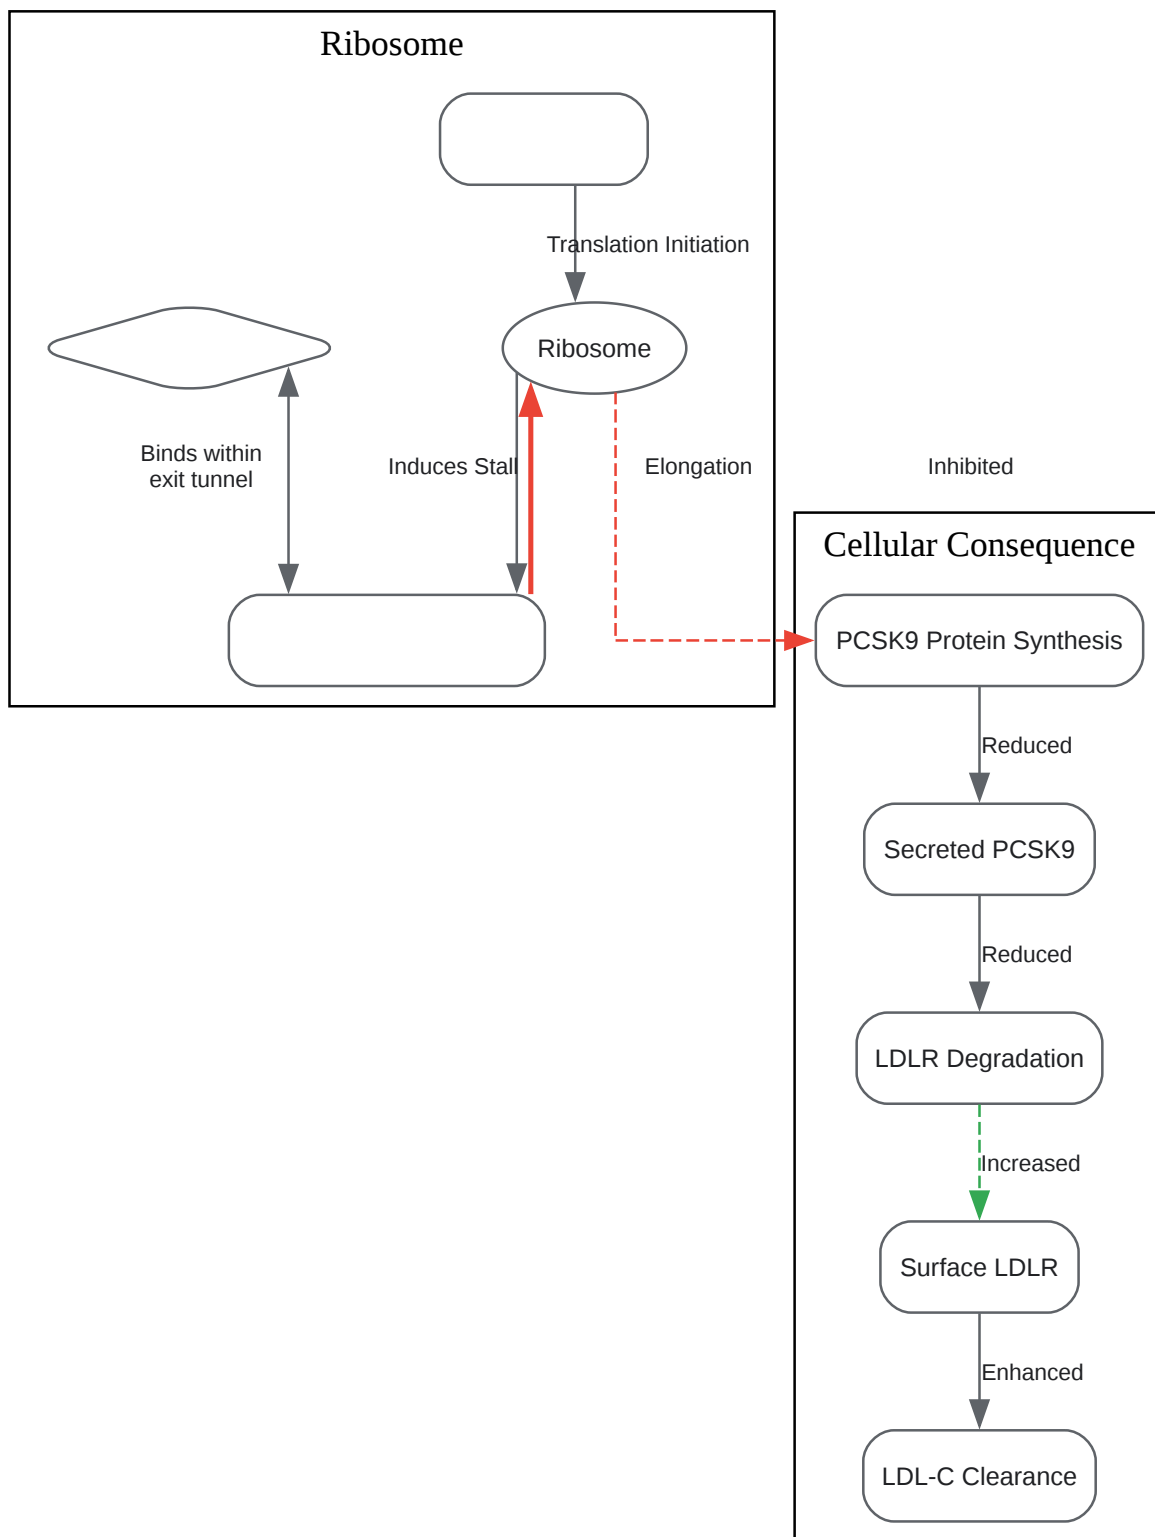 Ribosome
Translation Initiation
Ribosome
Binds within
exit tunnel
Induces Stall
Elongation
Inhibited
Cellular Consequence
PCSK9 Protein Synthesis
Reduced
Secreted PCSK9
Reduced
LDLR Degradation
Increased
Surface LDLR
Enhanced
LDL-C Clearance